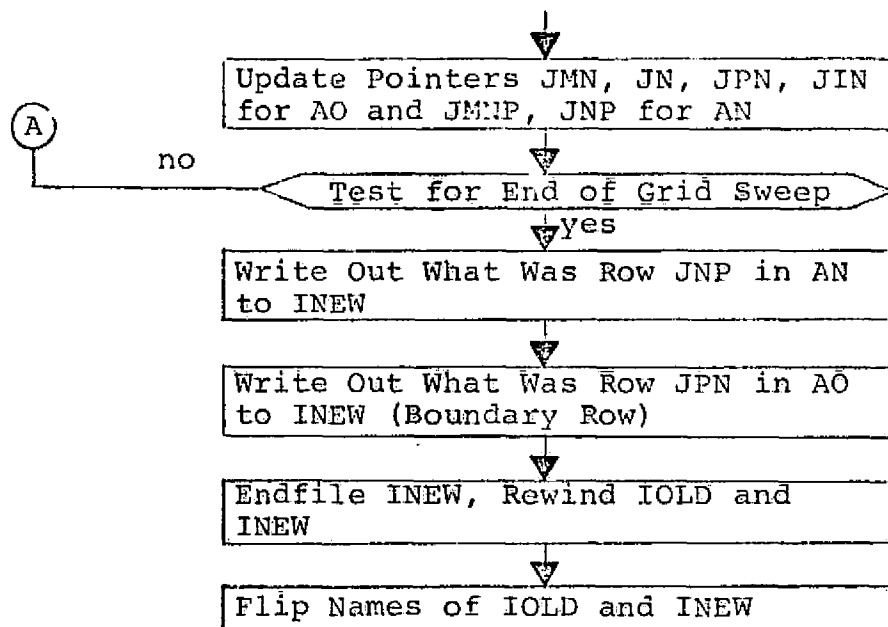 Update Pointers JMN, JN, JPN, JIN
for AO and JMNP, JNP for AN
A
no
Test for End of Grid Sweep
yes
Write Out What Was Row JNP in AN
to INEW
Write Out What Was Row JPN in AO
to INEW (Boundary Row)
Endfile INEW, Rewind IOLD and
INEW
Flip Names of IOLD and INEW